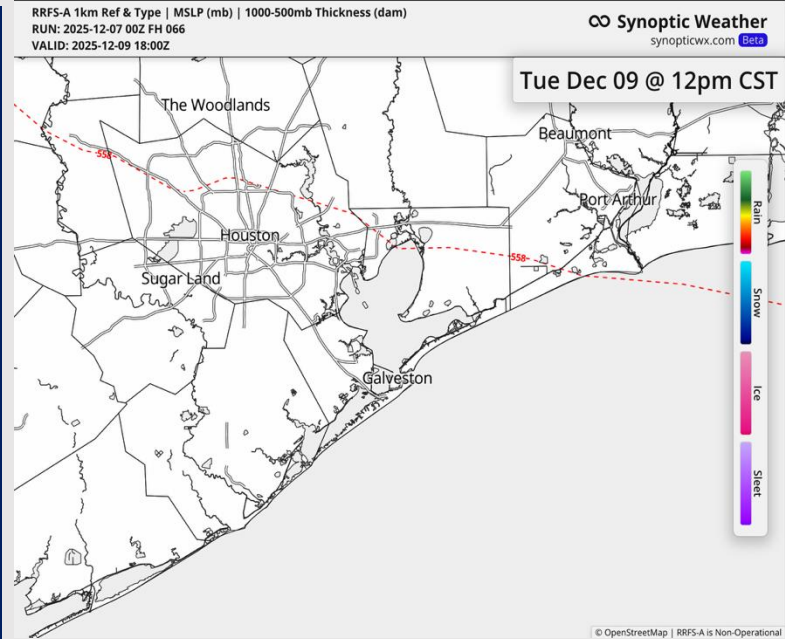 RRFS-A 1km Ref & Type | MSLP (mb) | 1000-500mb Thickness (dam)
RUN: 2025-12-07 00Z FH 066
VALID: 2025-12-09 18:00Z
Synoptic Weather
synopticwx.com Beta
Tue Dec 09 @ 12pm CST
The Woodlands
Beaumont
558
Port Arthur
Rain
Houston
558
Sugar Land
Snow
Galveston
Ice
Sleet
© OpenStreetMap | RRFS-A is Non-Operational